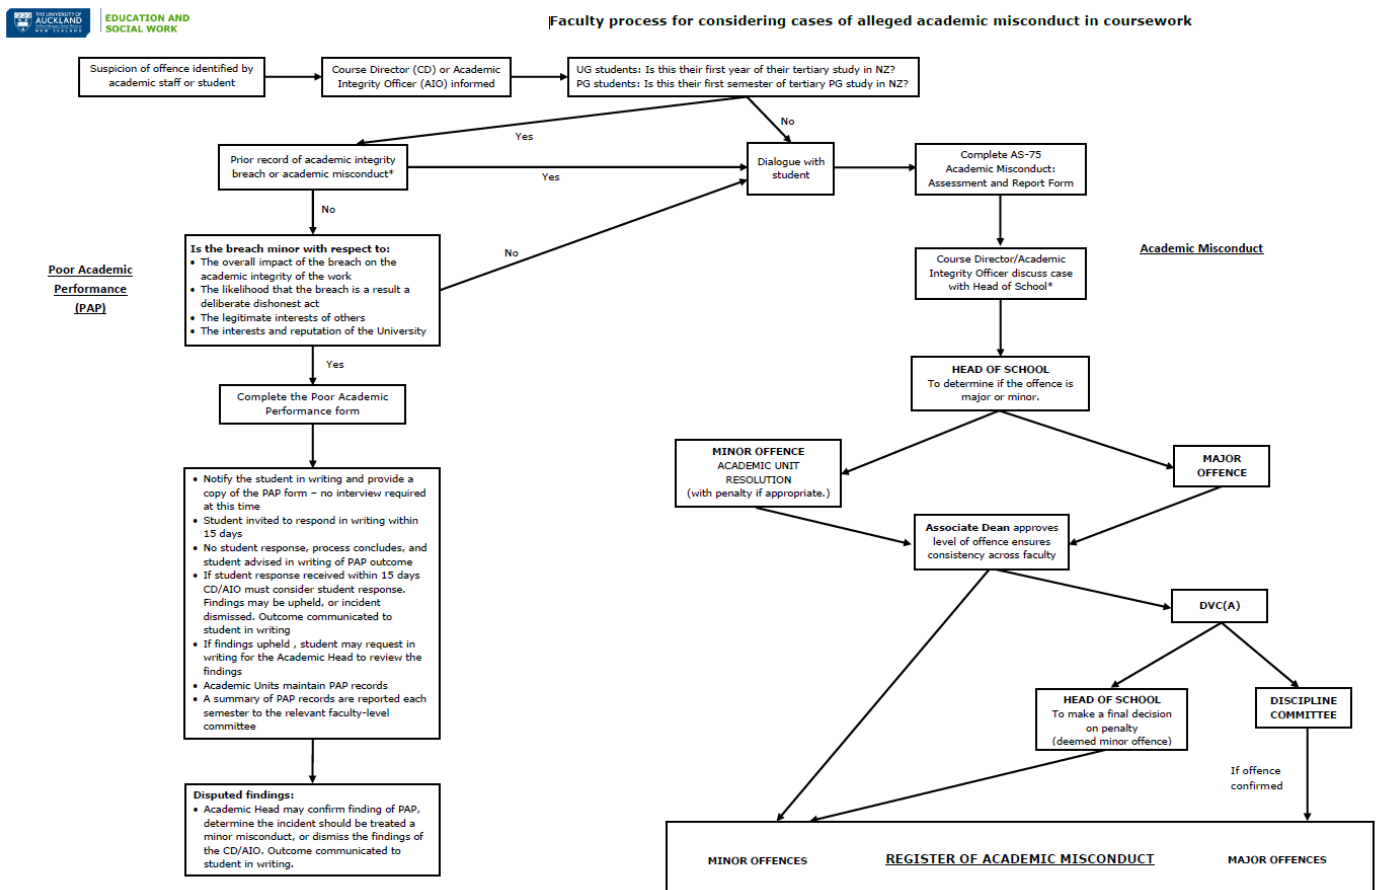 THE UNIVERSITY OF
AUCKLAND
NEW ZEALAND
EDUCATION AND
SOCIAL WORK
Faculty process for considering cases of alleged academic misconduct in coursework
Suspicion of offence identified by
academic staff or student
Course Director (CD) or Academic
Integrity Officer (AIO) informed
UG students: Is this their first year of their tertiary study in NZ?
PG students: Is this their first semester of tertiary PG study in NZ?
Yes
No
Prior record of academic integrity
breach or academic misconduct*
Yes
Dialogue with
student
Complete AS-75
Academic Misconduct:
Assessment and Report Form
No
Poor Academic
Performance
(PAP)
Is the breach minor with respect to:
• The overall impact of the breach on the
academic integrity of the work
• The likelihood that the breach is a result a
deliberate dishonest act
• The legitimate interests of others
• The interests and reputation of the University
No
Course Director/Academic
Integrity Officer discuss case
with Head of School*
Academic Misconduct
Yes
HEAD OF SCHOOL
To determine if the offence is
major or minor.
Complete the Poor Academic
Performance form
MINOR OFFENCE
ACADEMIC UNIT
RESOLUTION
(with penalty if appropriate.)
MAJOR
OFFENCE
• Notify the student in writing and provide a
copy of the PAP form – no interview required
at this time
• Student invited to respond in writing within
15 days
• No student response, process concludes, and
student advised in writing of PAP outcome
• If student response received within 15 days
CD/AIO must consider student response.
Findings may be upheld, or incident
dismissed. Outcome communicated to
student in writing
• If findings upheld , student may request in
writing for the Academic Head to review the
findings
• Academic Units maintain PAP records
• A summary of PAP records are reported each
semester to the relevant faculty-level
committee
Associate Dean approves
level of offence ensures
consistency across faculty
DVC(A)
HEAD OF SCHOOL
To make a final decision
on penalty
(deemed minor offence)
DISCIPLINE
COMMITTEE
If offence
confirmed
Disputed findings:
• Academic Head may confirm finding of PAP,
determine the incident should be treated a
minor misconduct, or dismiss the findings of
the CD/AIO. Outcome communicated to
student in writing.
MINOR OFFENCES
REGISTER OF ACADEMIC MISCONDUCT
MAJOR OFFENCES